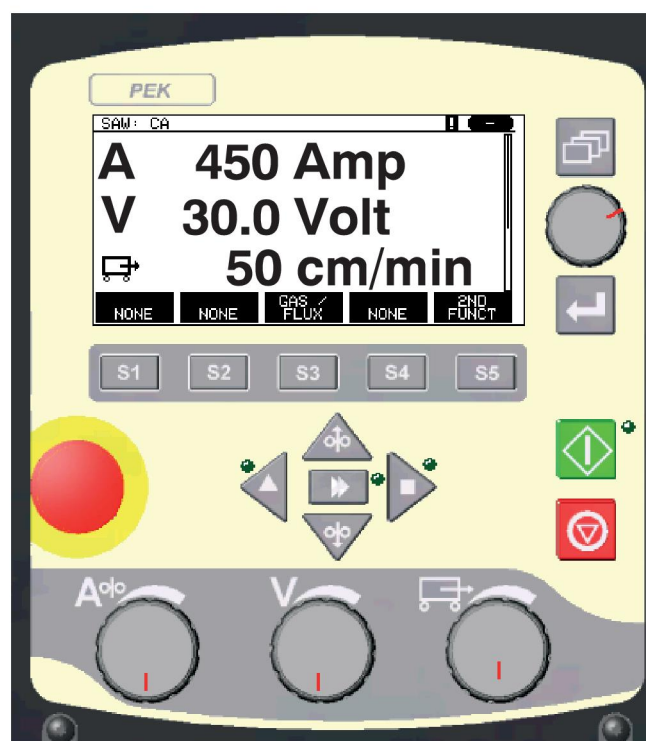 PEK
SAW: CA
A 450 Amp
V 30.0 Volt
50 cm/min
NONE NONE GAS / FLUX NONE 2ND FUNCT
S1 S2 S3 S4 S5
A V